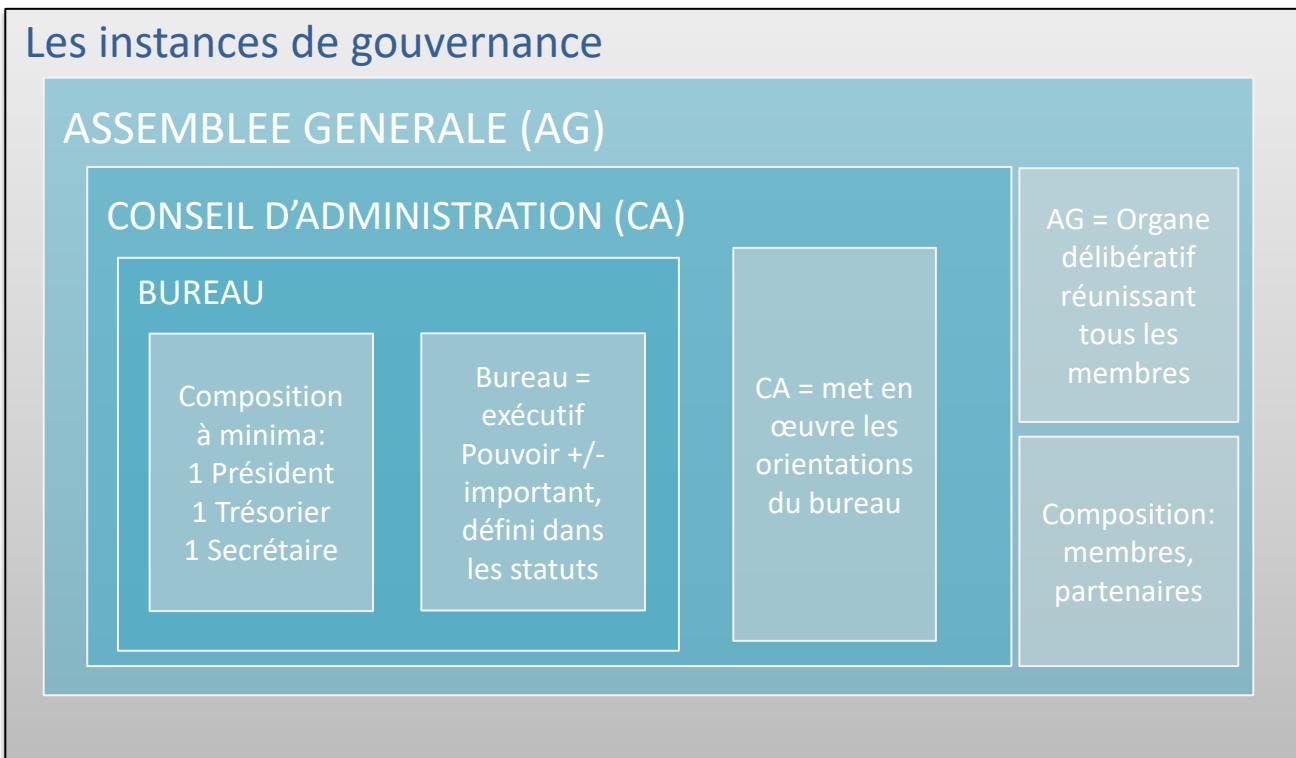 Les instances de gouvernance
ASSEMBLEE GENERALE (AG)
CONSEIL D’ADMINISTRATION (CA)
BUREAU
Composition
à minima:
1 Président
1 Trésorier
1 Secrétaire
Bureau =
exécutif
Pouvoir +/-
important,
défini dans
les statuts
CA = met en
œuvre les
orientations
du bureau
AG = Organe
délibératif
réunissant
tous les
membres
Composition:
membres,
partenaires